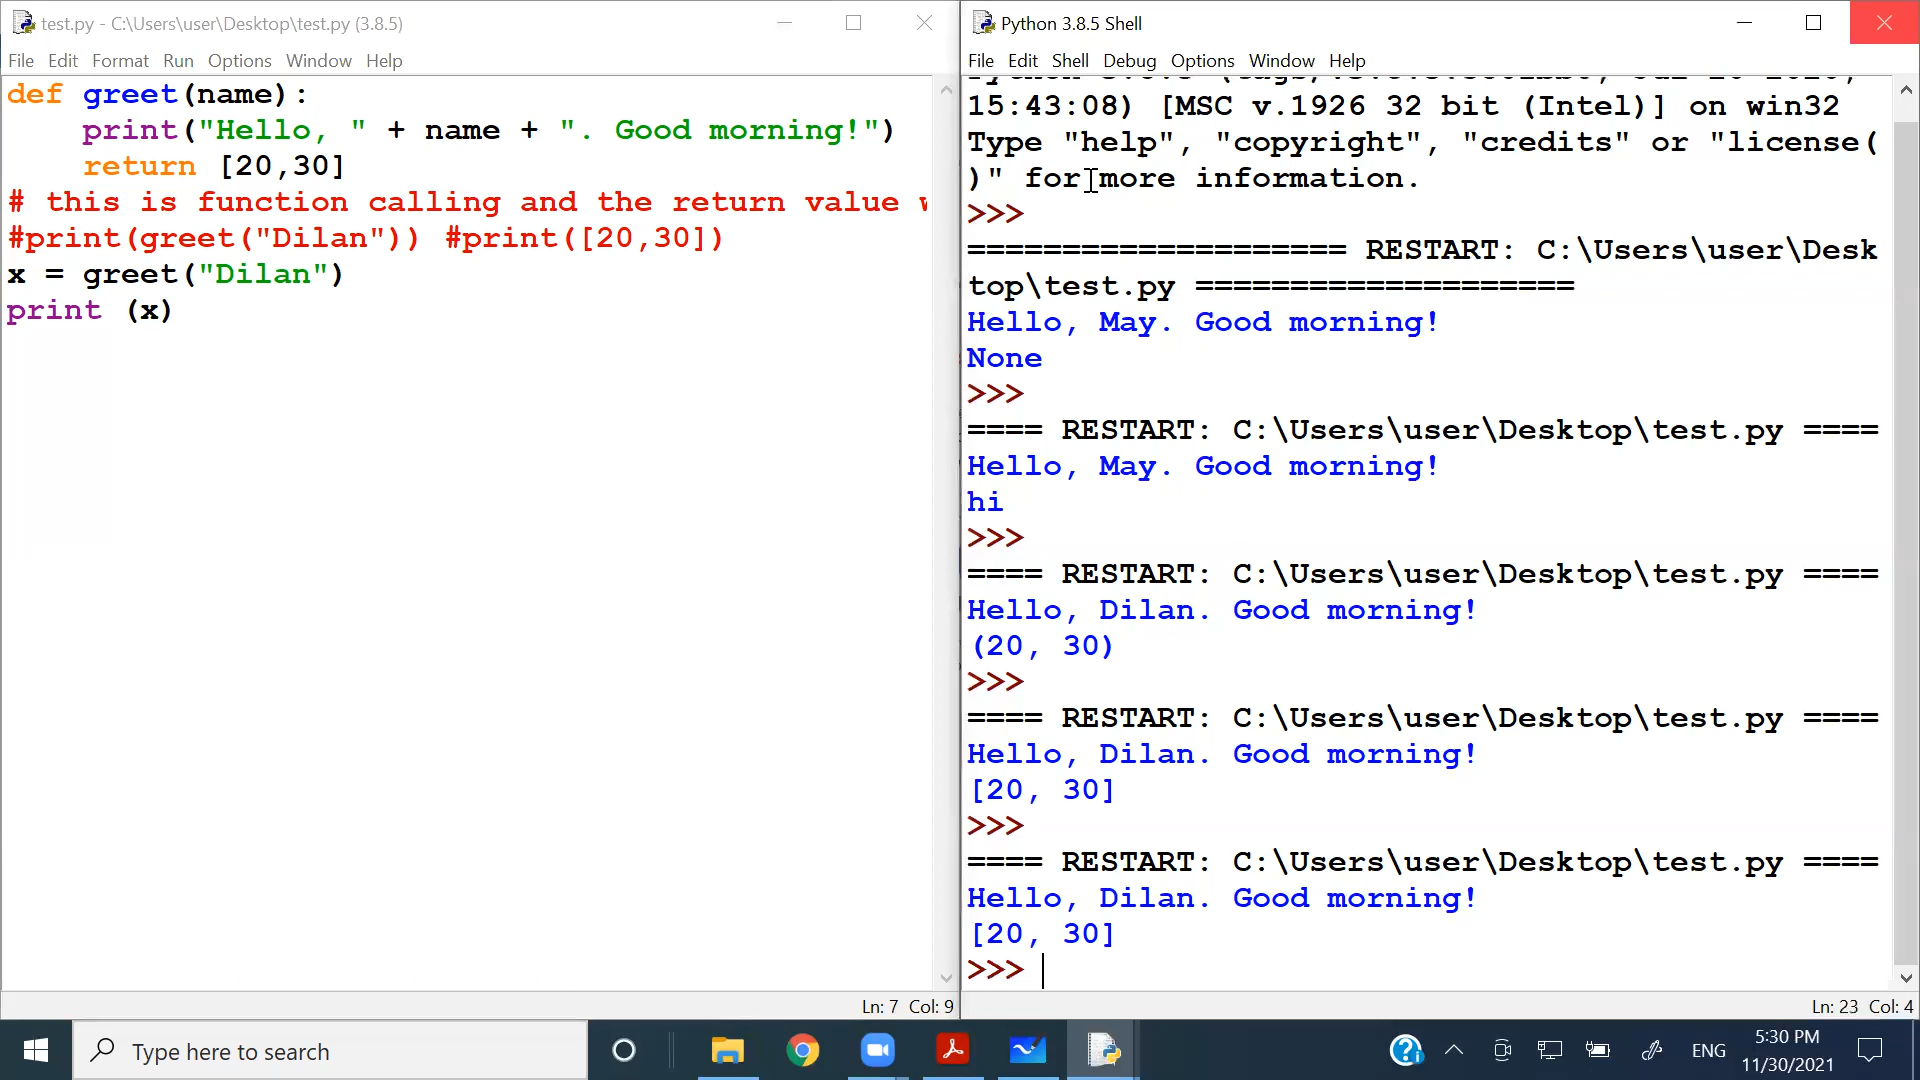 test.py - C:\Users\user\Desktop\test.py (3.8.5)
File Edit Format Run Options Window Help
def greet(name):
    print("Hello, " + name + ". Good morning!")
    return [20,30]
# this is function calling and the return value
#print(greet("Dilan")) #print([20,30])
x = greet("Dilan")
print (x)
Ln: 7 Col: 9
Python 3.8.5 Shell
File Edit Shell Debug Options Window Help
15:43:08) [MSC v.1926 32 bit (Intel)] on win32
Type "help", "copyright", "credits" or "license(
)" for more information.
>>>
==================== RESTART: C:\Users\user\Desk
top\test.py ====================
Hello, May. Good morning!
None
>>>
==== RESTART: C:\Users\user\Desktop\test.py ====
Hello, May. Good morning!
hi
>>>
==== RESTART: C:\Users\user\Desktop\test.py ====
Hello, Dilan. Good morning!
(20, 30)
>>>
==== RESTART: C:\Users\user\Desktop\test.py ====
Hello, Dilan. Good morning!
[20, 30]
>>>
==== RESTART: C:\Users\user\Desktop\test.py ====
Hello, Dilan. Good morning!
[20, 30]
>>>
Ln: 23 Col: 4
Type here to search
ENG
5:30 PM
11/30/2021